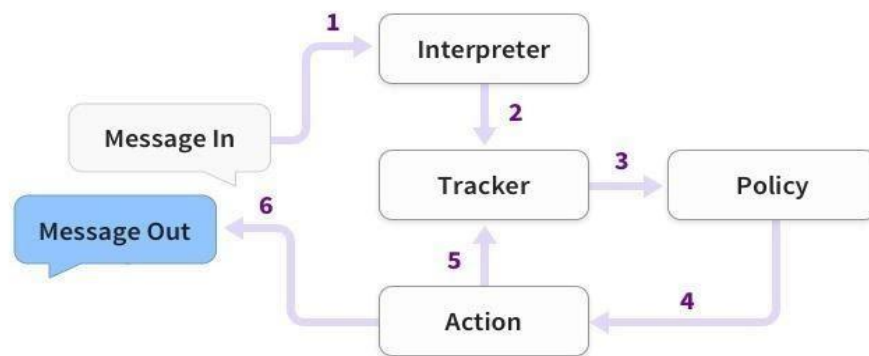 1
Interpreter
2
Message In
3
Tracker
Policy
6
Message Out
5
4
Action